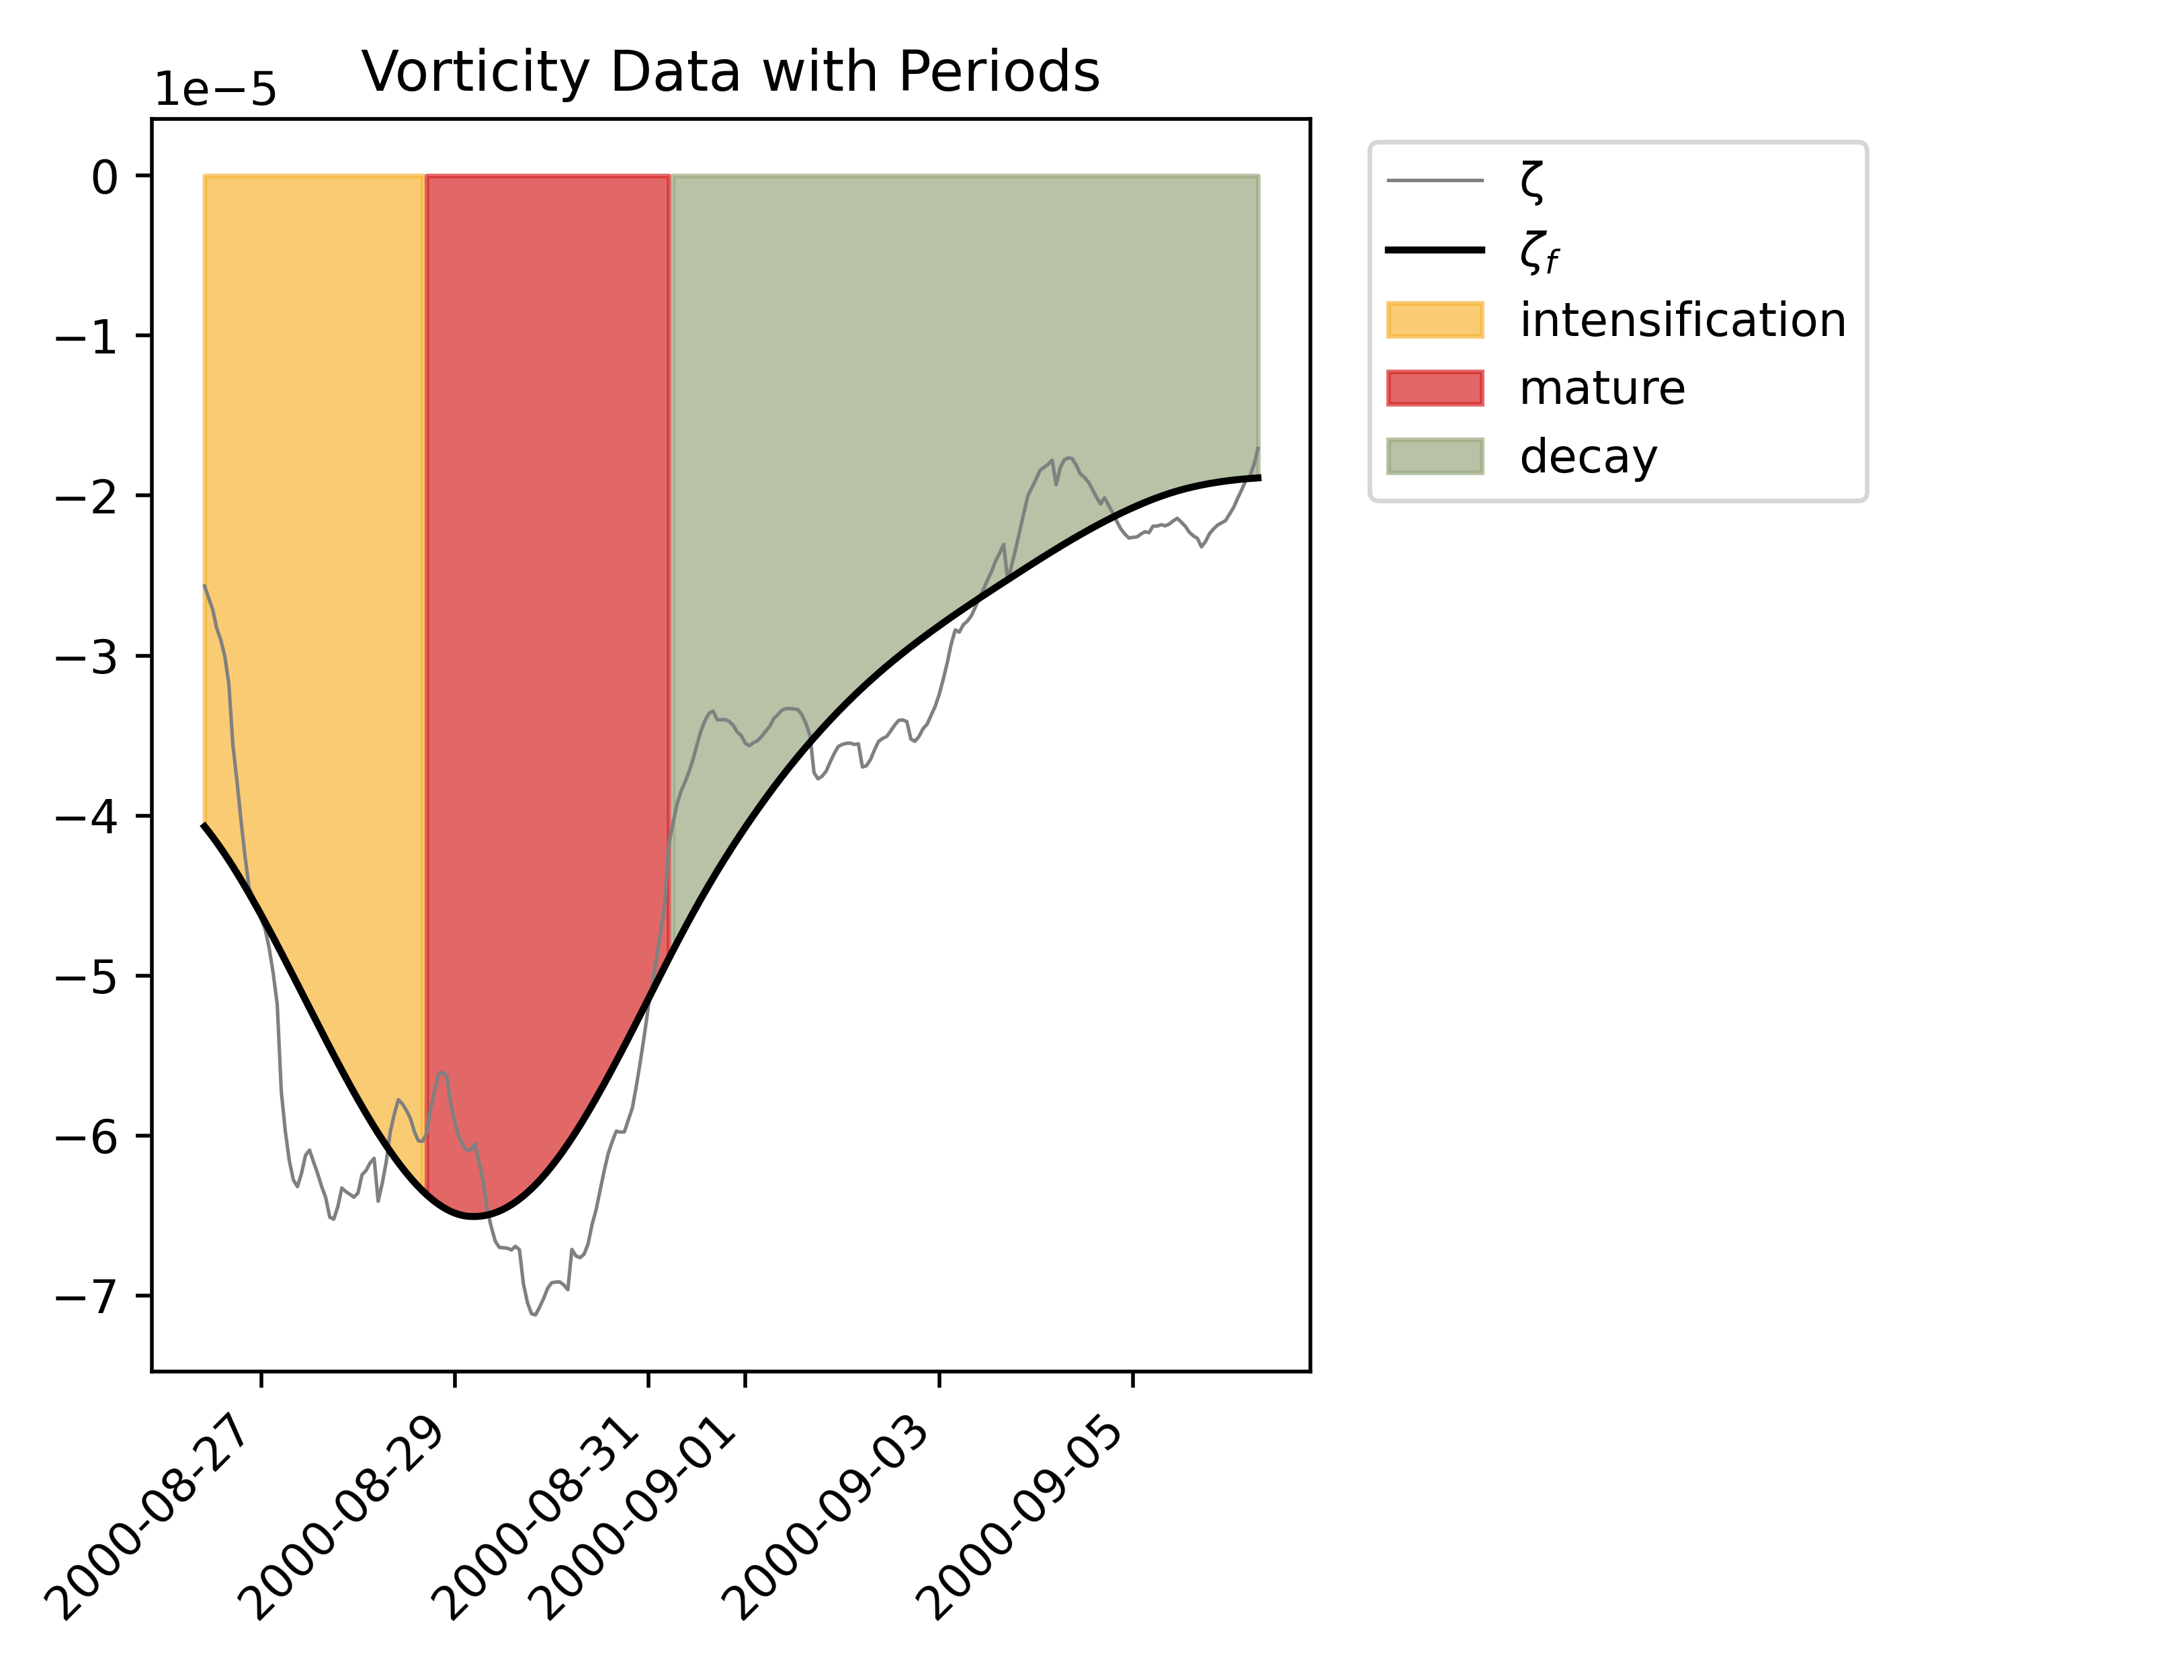 Vorticity Data with Periods
1e−5
0
−1
−2
−3
−4
−5
−6
−7
2000-08-27
2000-08-29
2000-08-31
2000-09-01
2000-09-03
2000-09-05
ζ
ζf
intensification
mature
decay